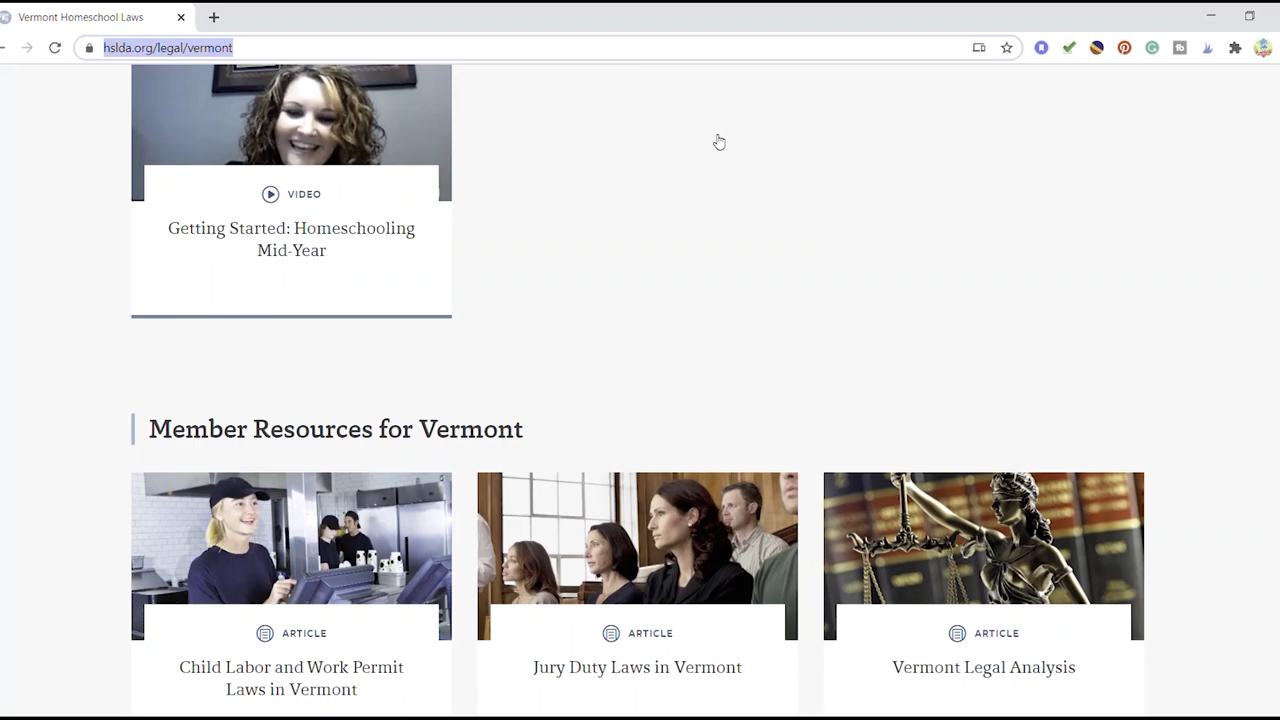 Vermont Homeschool Laws
hslda.org/legal/vermont
VIDEO
Getting Started: Homeschooling
Mid-Year
Member Resources for Vermont
ARTICLE
Child Labor and Work Permit
Laws in Vermont
ARTICLE
Jury Duty Laws in Vermont
ARTICLE
Vermont Legal Analysis